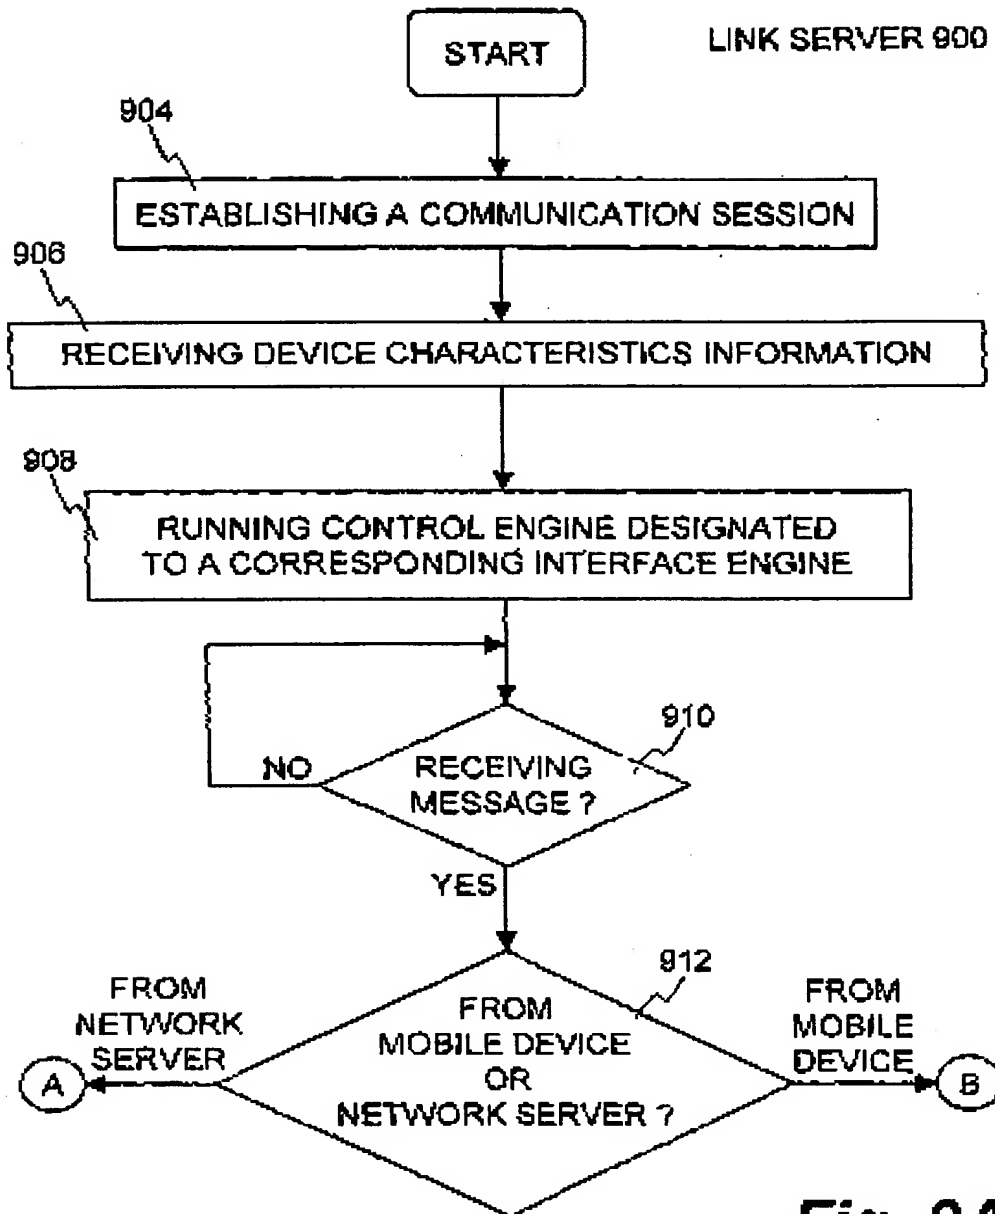 START
LINK SERVER 900
904
ESTABLISHING A COMMUNICATION SESSION
906
RECEIVING DEVICE CHARACTERISTICS INFORMATION
908
RUNNING CONTROL ENGINE DESIGNATED
TO A CORRESPONDING INTERFACE ENGINE
910
NO
RECEIVING
MESSAGE ?
YES
912
FROM
NETWORK
SERVER
FROM
MOBILE DEVICE
OR
NETWORK SERVER ?
FROM
MOBILE
DEVICE
A
B
Fig. 9A